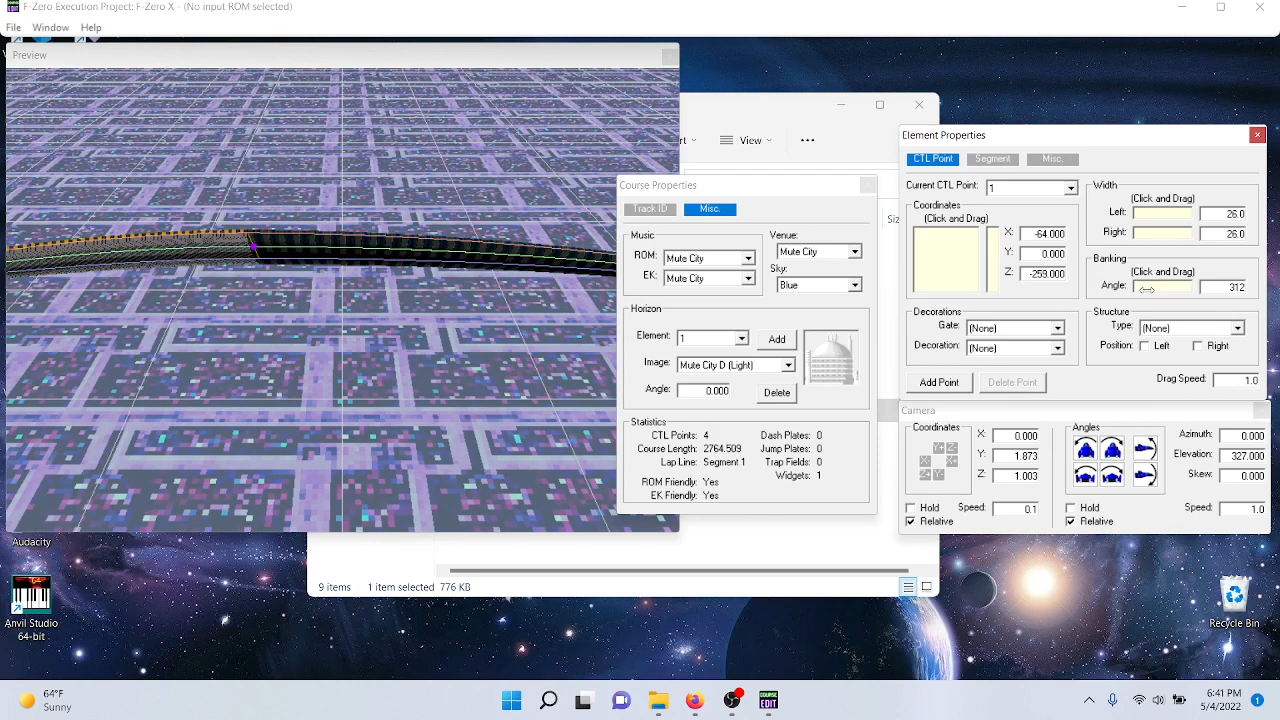 F-Zero Execution Project: F-Zero X - (No input ROM selected)
File Window Help
Preview
View
Element Properties
CTL Point Segment Misc.
Current CTL Point: 1
Coordinates
(Click and Drag)
X: -64.000
Y: 0.000
Z: -259.000
Width
(Click and Drag)
Left: 26.0
Right: 26.0
(Click and Drag)
Angle: 312
Decorations
Gate: (None)
Decoration: (None)
Structure
Type: (None)
Position: Left Right
Add Point Delete Point
Drag Speed: 1.0
Course Properties
Track ID Misc.
Music
ROM: Mute City
EK: Mute City
Venue:
Mute City
Sky:
Blue
Horizon
Element: 1 Add
Image: Mute City D (Light)
Angle: 0.000 Delete
Statistics
CTL Points: 4
Course Length: 2764.509
Lap Line: Segment 1
ROM Friendly: Yes
EK Friendly: Yes
Dash Plates: 0
Jump Plates: 0
Trap Fields: 0
Widgets: 1
Camera
Coordinates
X: 0.000
Y: 1.873
Z: 1.003
Hold
Relative
Speed: 0.1
Angles
Azimuth: 0.000
Elevation: 327.000
Skew: 0.000
Hold
Relative
Speed: 1.0
9 items 1 item selected 776 KB
Audacity
Anvil Studio
64-bit
Recycle Bin
64°F
Sunny
COURSE
EDIT
6:41 PM
5/4/2022
1